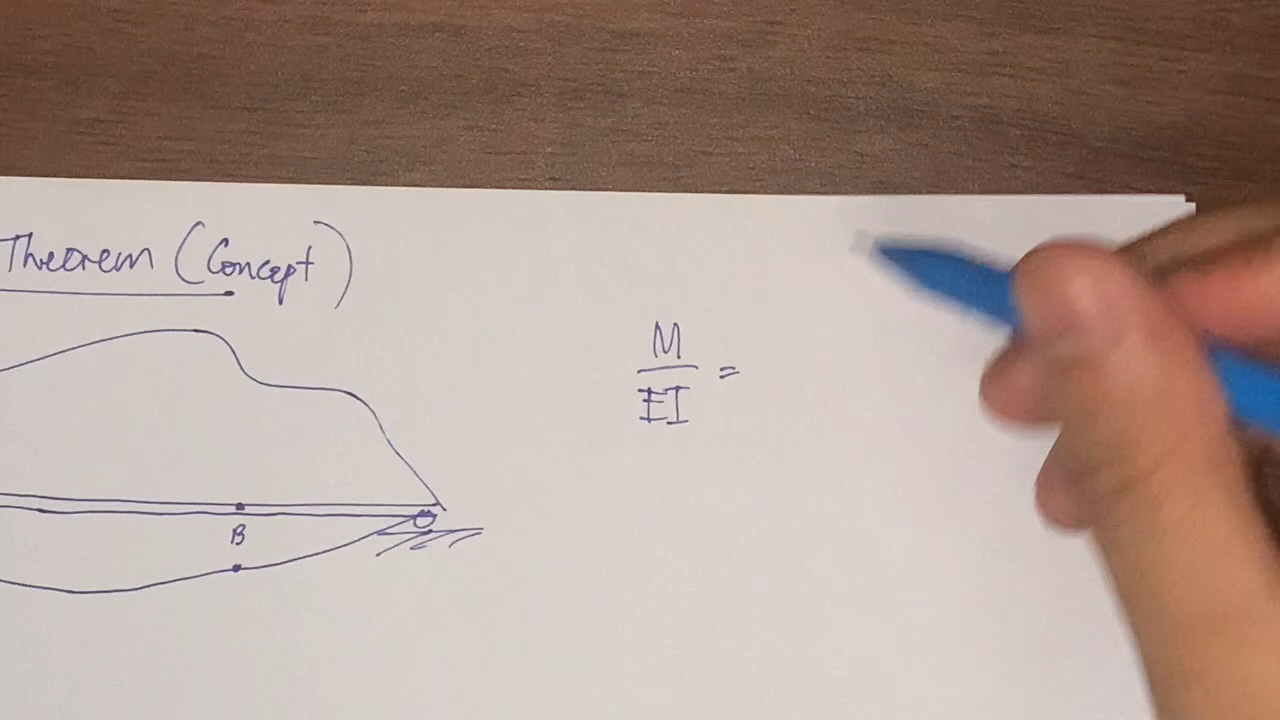 Theorem (Concept)
M
EI =
B